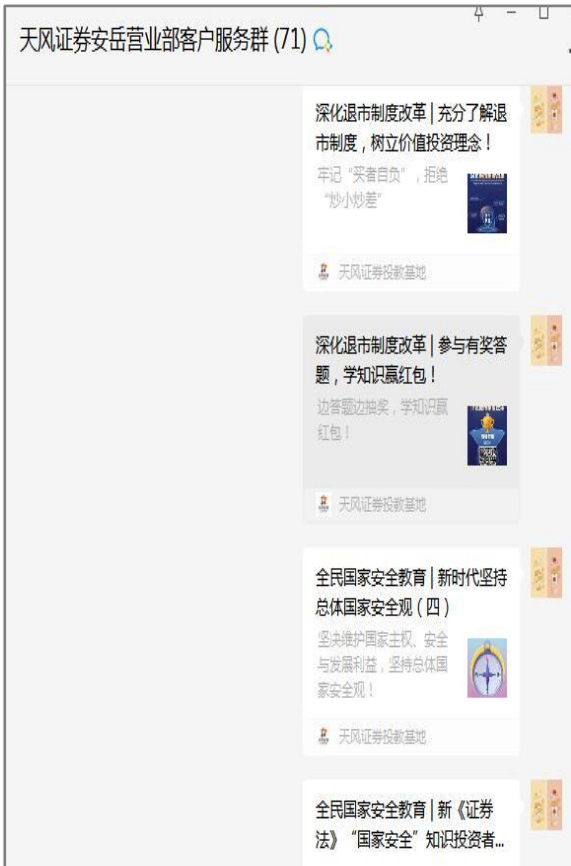 天风证券安岳营业部客户服务群 (71)
深化退市制度改革 | 充分了解退
市制度，树立价值投资理念！
牢记“买者自负”，拒绝
“炒小炒差”
天风证券投教基地
深化退市制度改革 | 参与有奖答
题，学知识赢红包！
边答题边抽奖，学知识赢
红包！
天风证券投教基地
全民国家安全教育 | 新时代坚持
总体国家安全观（四）
坚决维护国家主权、安全
与发展利益，坚持总体国
家安全观！
天风证券投教基地
全民国家安全教育 | 新《证券
法》“国家安全”知识投资者...